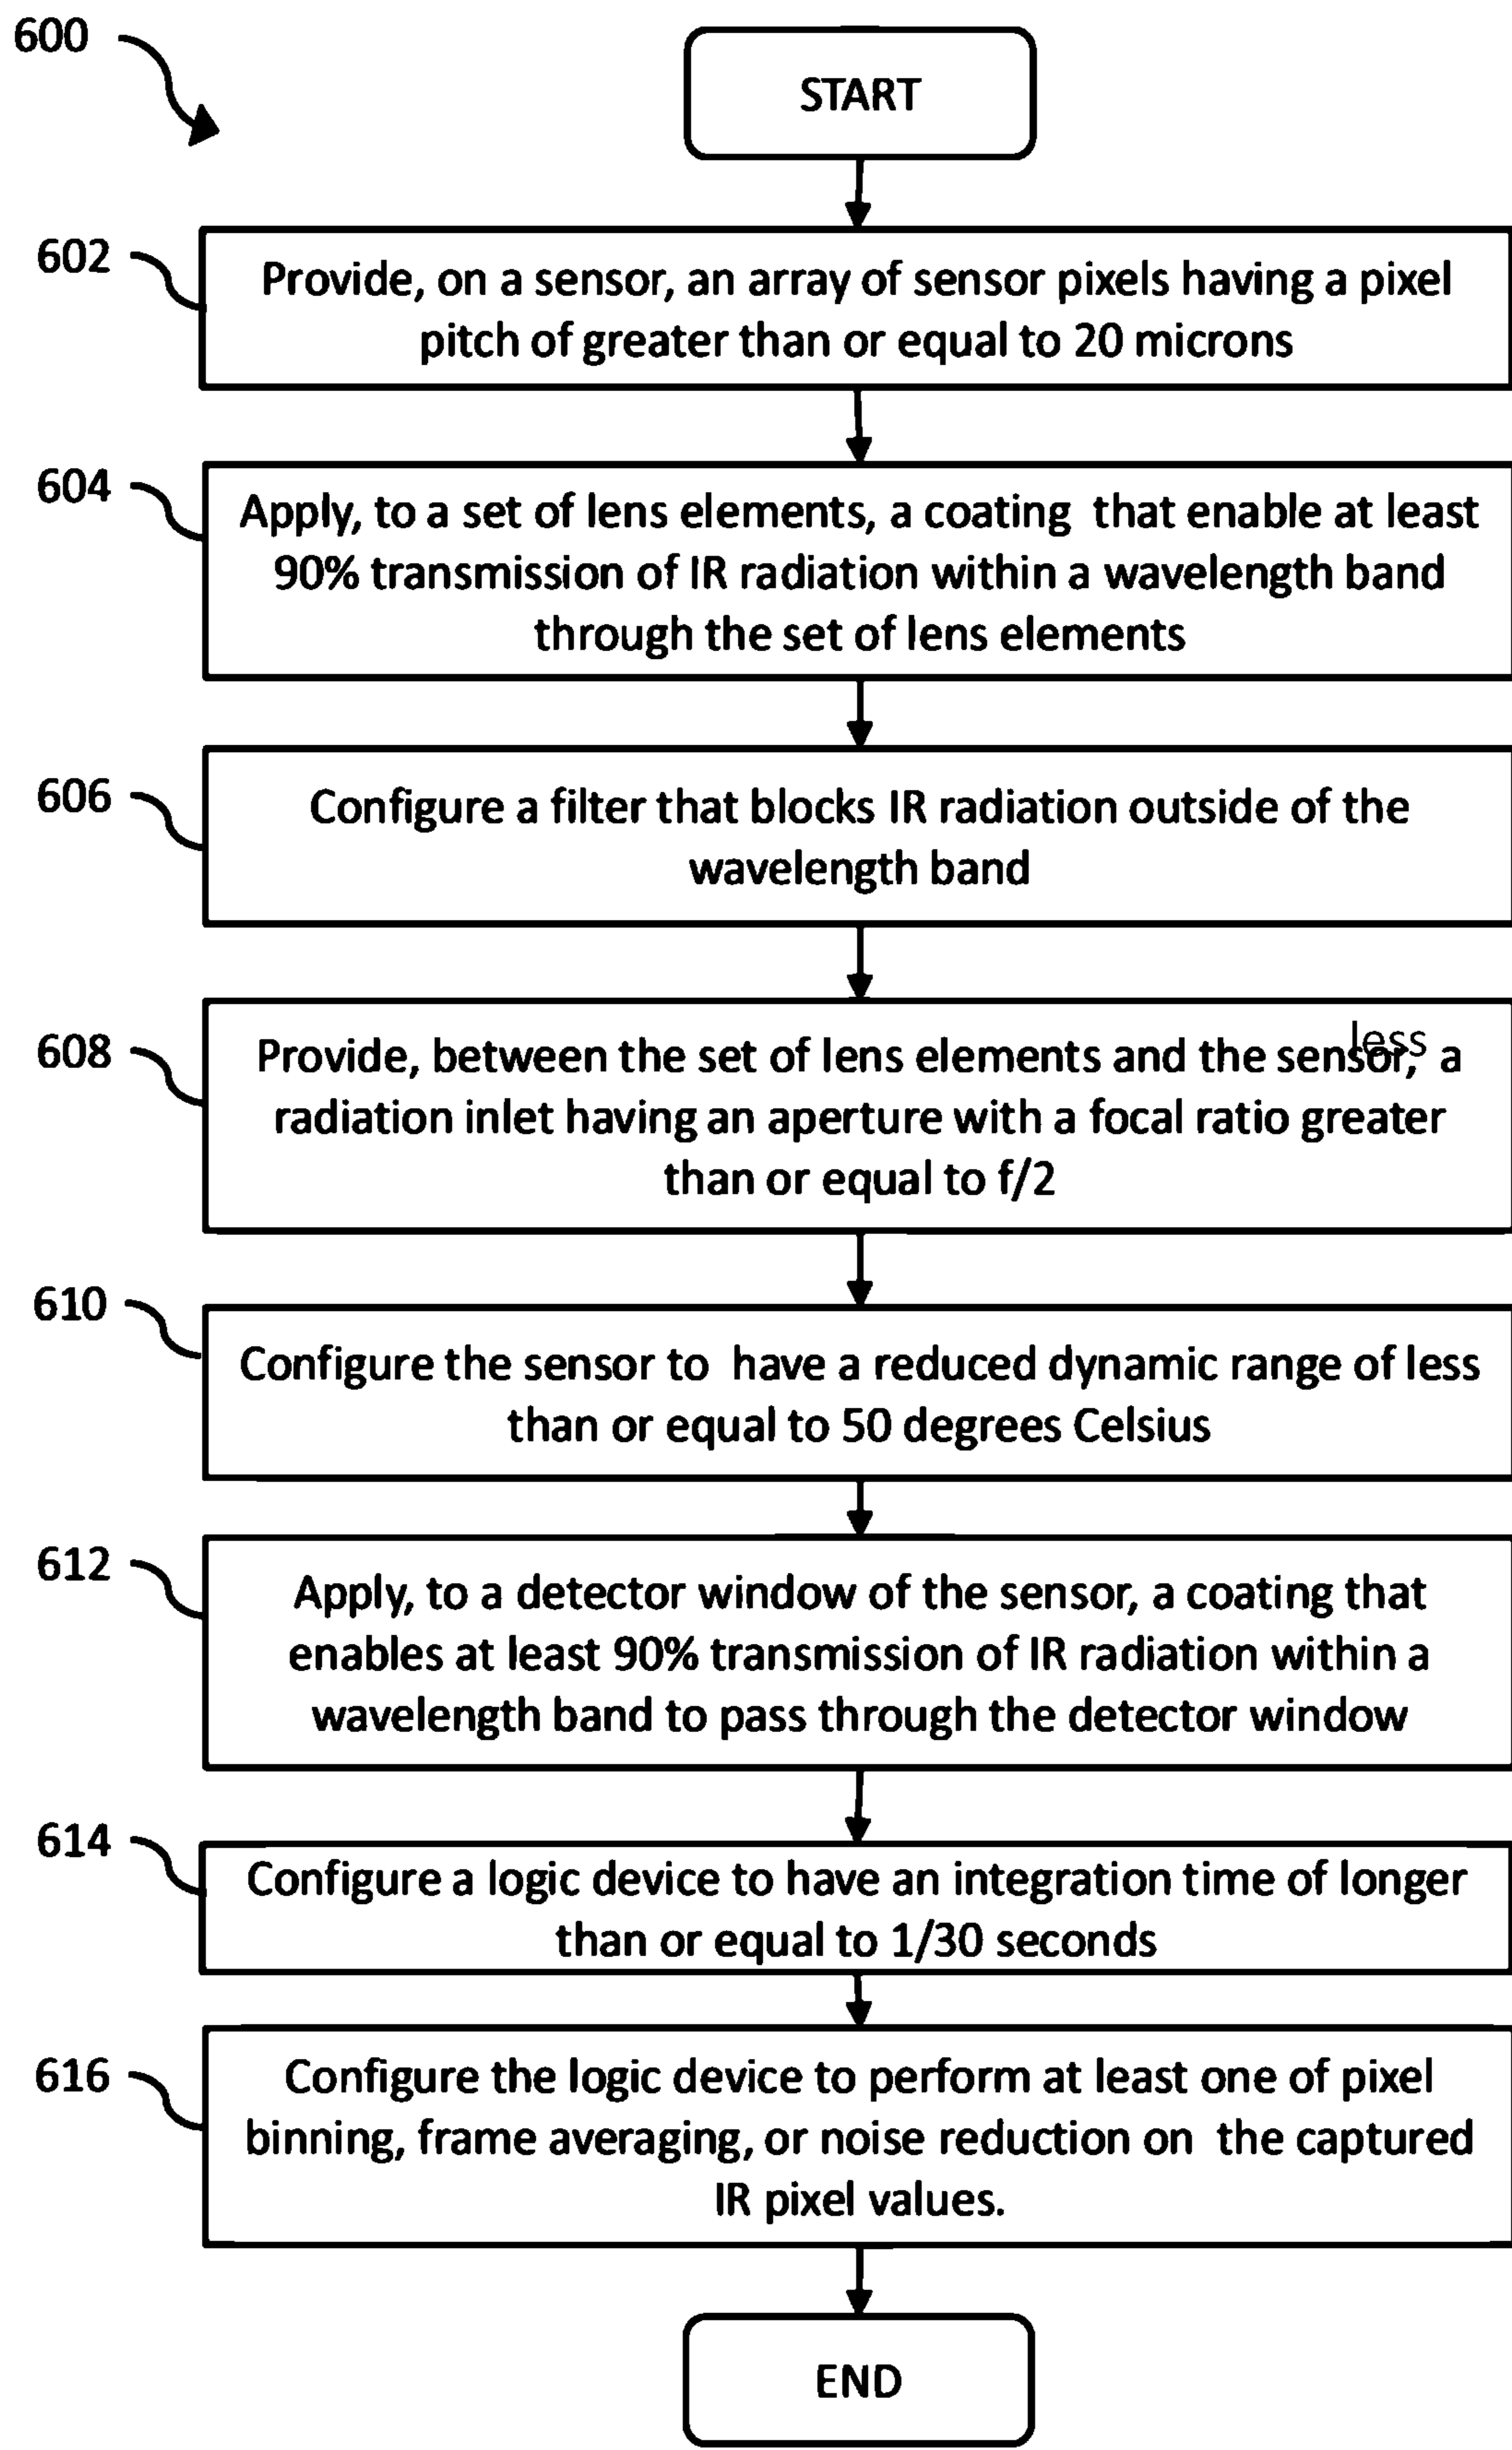 600
START
602
Provide, on a sensor, an array of sensor pixels having a pixel
pitch of greater than or equal to 20 microns
604
Apply, to a set of lens elements, a coating that enable at least
90% transmission of IR radiation within a wavelength band
through the set of lens elements
606
Configure a filter that blocks IR radiation outside of the
wavelength band
less
608
Provide, between the set of lens elements and the sensor, a
radiation inlet having an aperture with a focal ratio greater
than or equal to f/2
610
Configure the sensor to have a reduced dynamic range of less
than or equal to 50 degrees Celsius
612
Apply, to a detector window of the sensor, a coating that
enables at least 90% transmission of IR radiation within a
wavelength band to pass through the detector window
614
Configure a logic device to have an integration time of longer
than or equal to 1/30 seconds
616
Configure the logic device to perform at least one of pixel
binning, frame averaging, or noise reduction on the captured
IR pixel values.
END